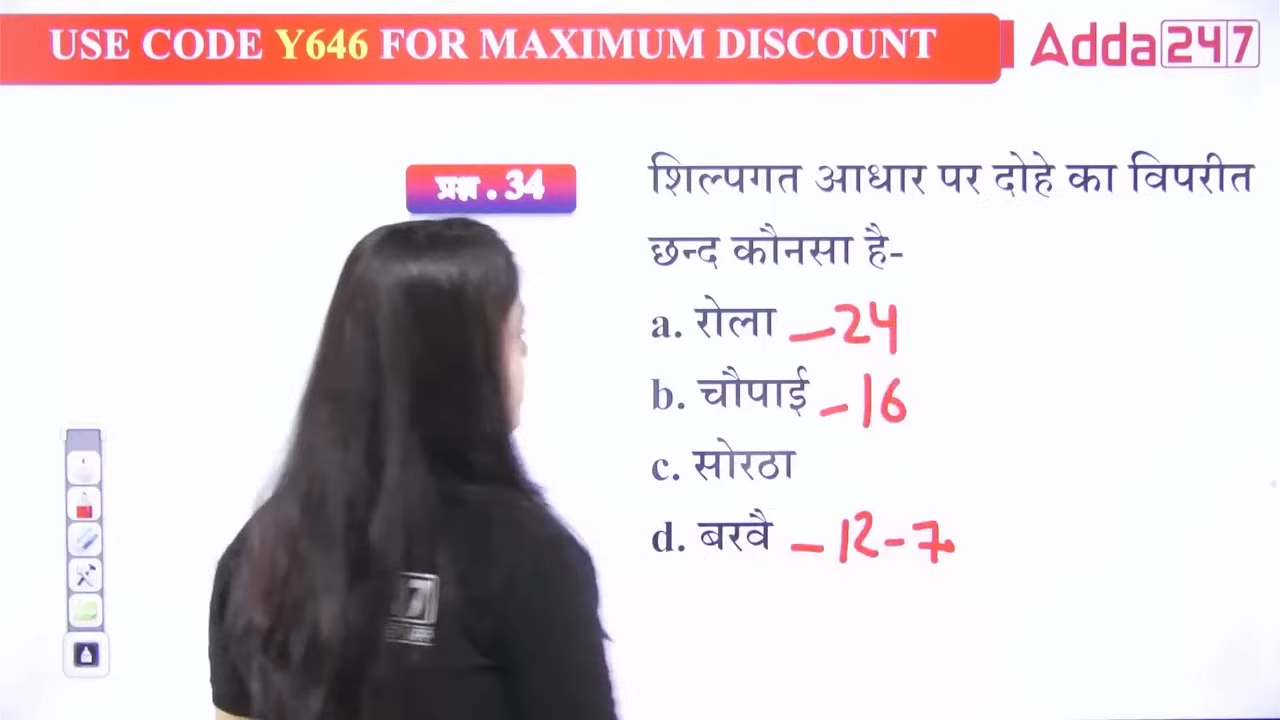 USE CODE Y646 FOR MAXIMUM DISCOUNT
Adda247
प्रश्न . 34
शिल्पगत आधार पर दोहे का विपरीत
छन्द कौनसा है-
a. रोला –24
b. चौपाई –16
c. सोरठा
d. बरवै – 12-7